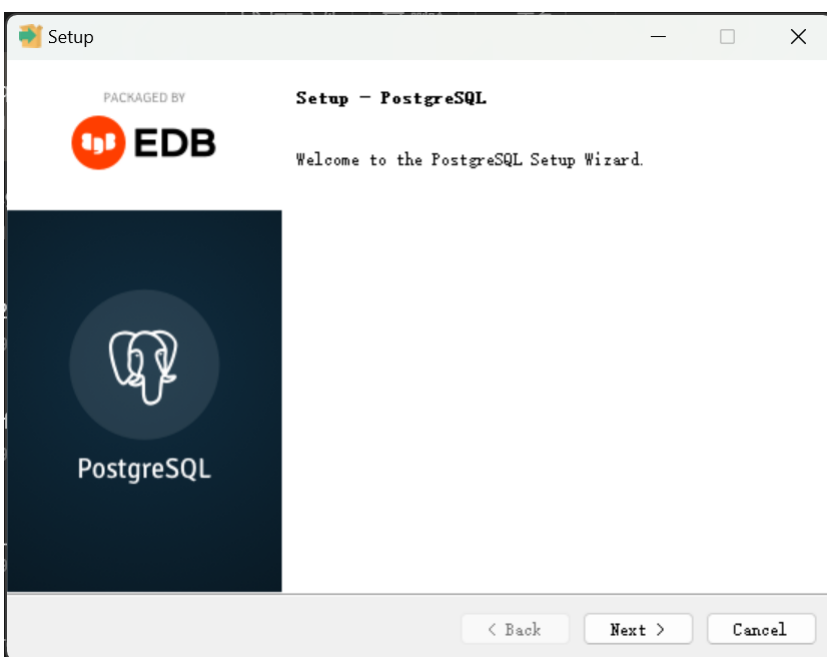 Setup
PACKAGED BY
EDB
Setup - PostgreSQL
Welcome to the PostgreSQL Setup Wizard.
PostgreSQL
< Back
Next >
Cancel